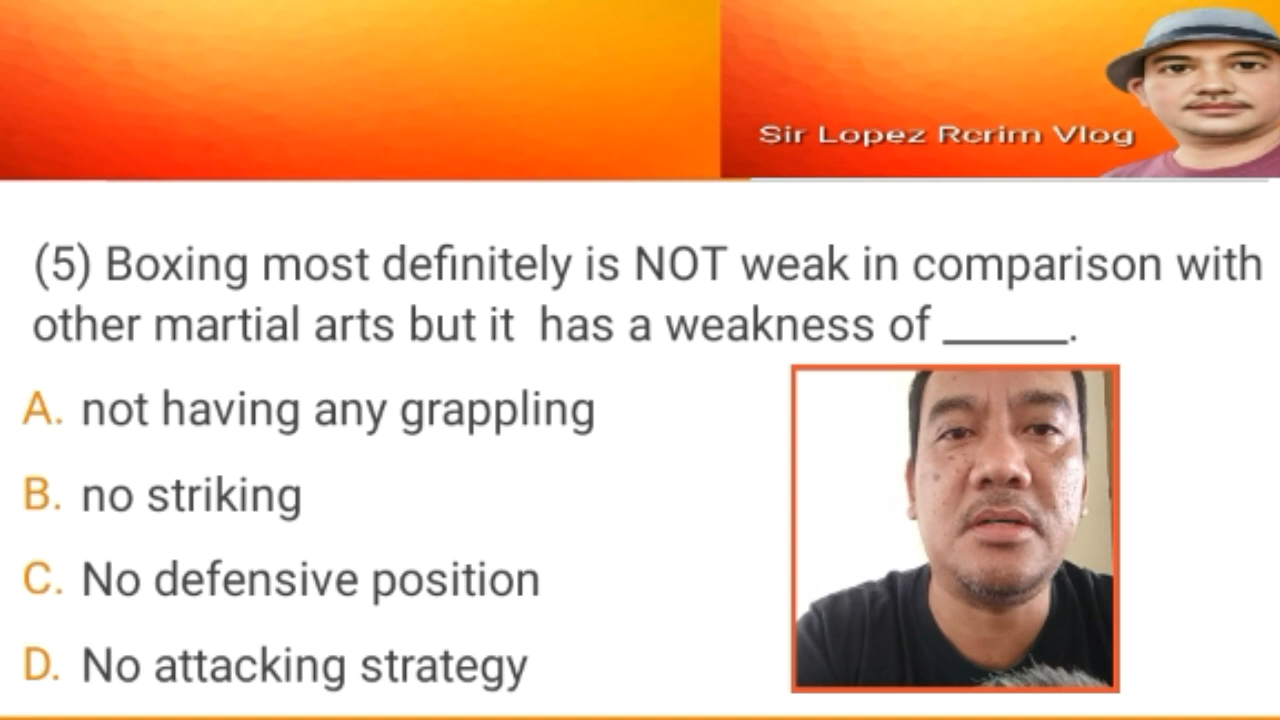 Sir Lopez Rcrim Vlog
(5) Boxing most definitely is NOT weak in comparison with
other martial arts but it has a weakness of _____.
A. not having any grappling
B. no striking
C. No defensive position
D. No attacking strategy